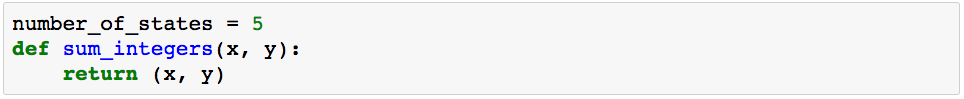 number_of_states = 5
def sum_integers(x, y):
    return (x, y)